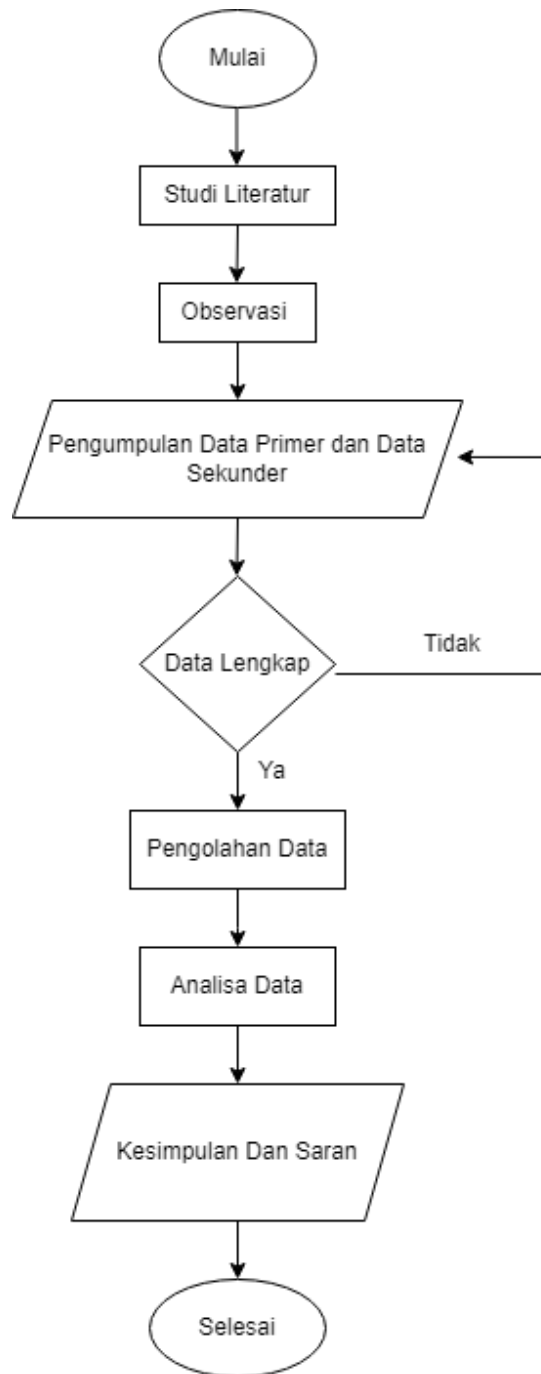 Mulai
Studi Literatur
Observasi
Pengumpulan Data Primer dan Data
Sekunder
Data Lengkap
Tidak
Ya
Pengolahan Data
Analisa Data
Kesimpulan Dan Saran
Selesai